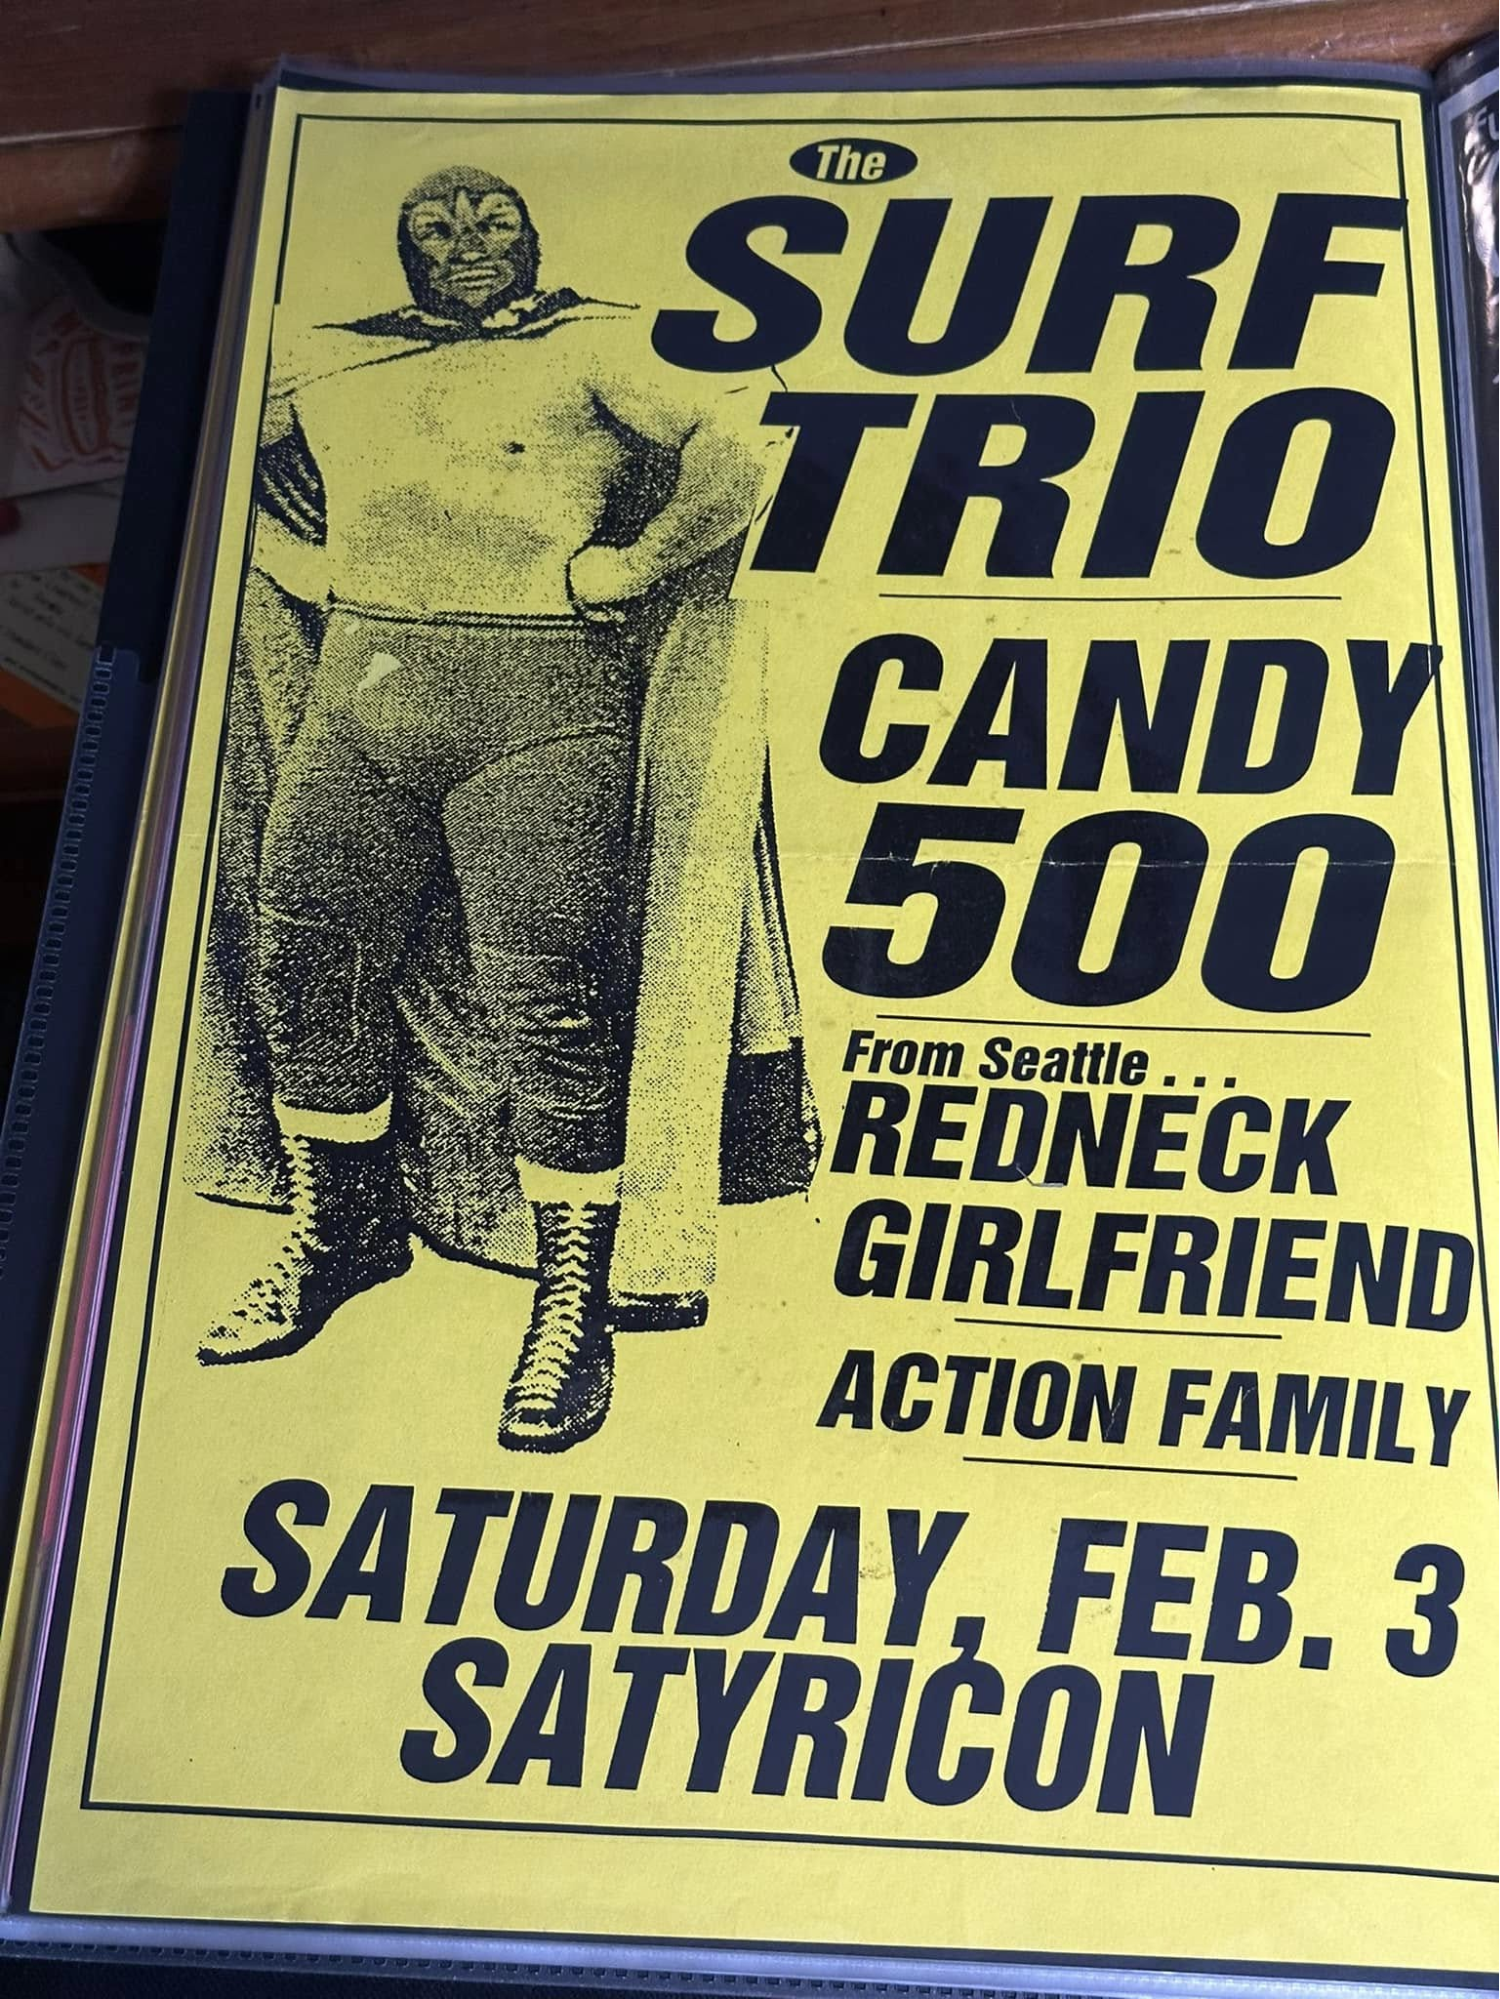 The
SURF
TRIO
CANDY
500
From Seattle . . .
REDNECK
GIRLFRIEND
ACTION FAMILY
SATURDAY, FEB. 3
SATYRICON